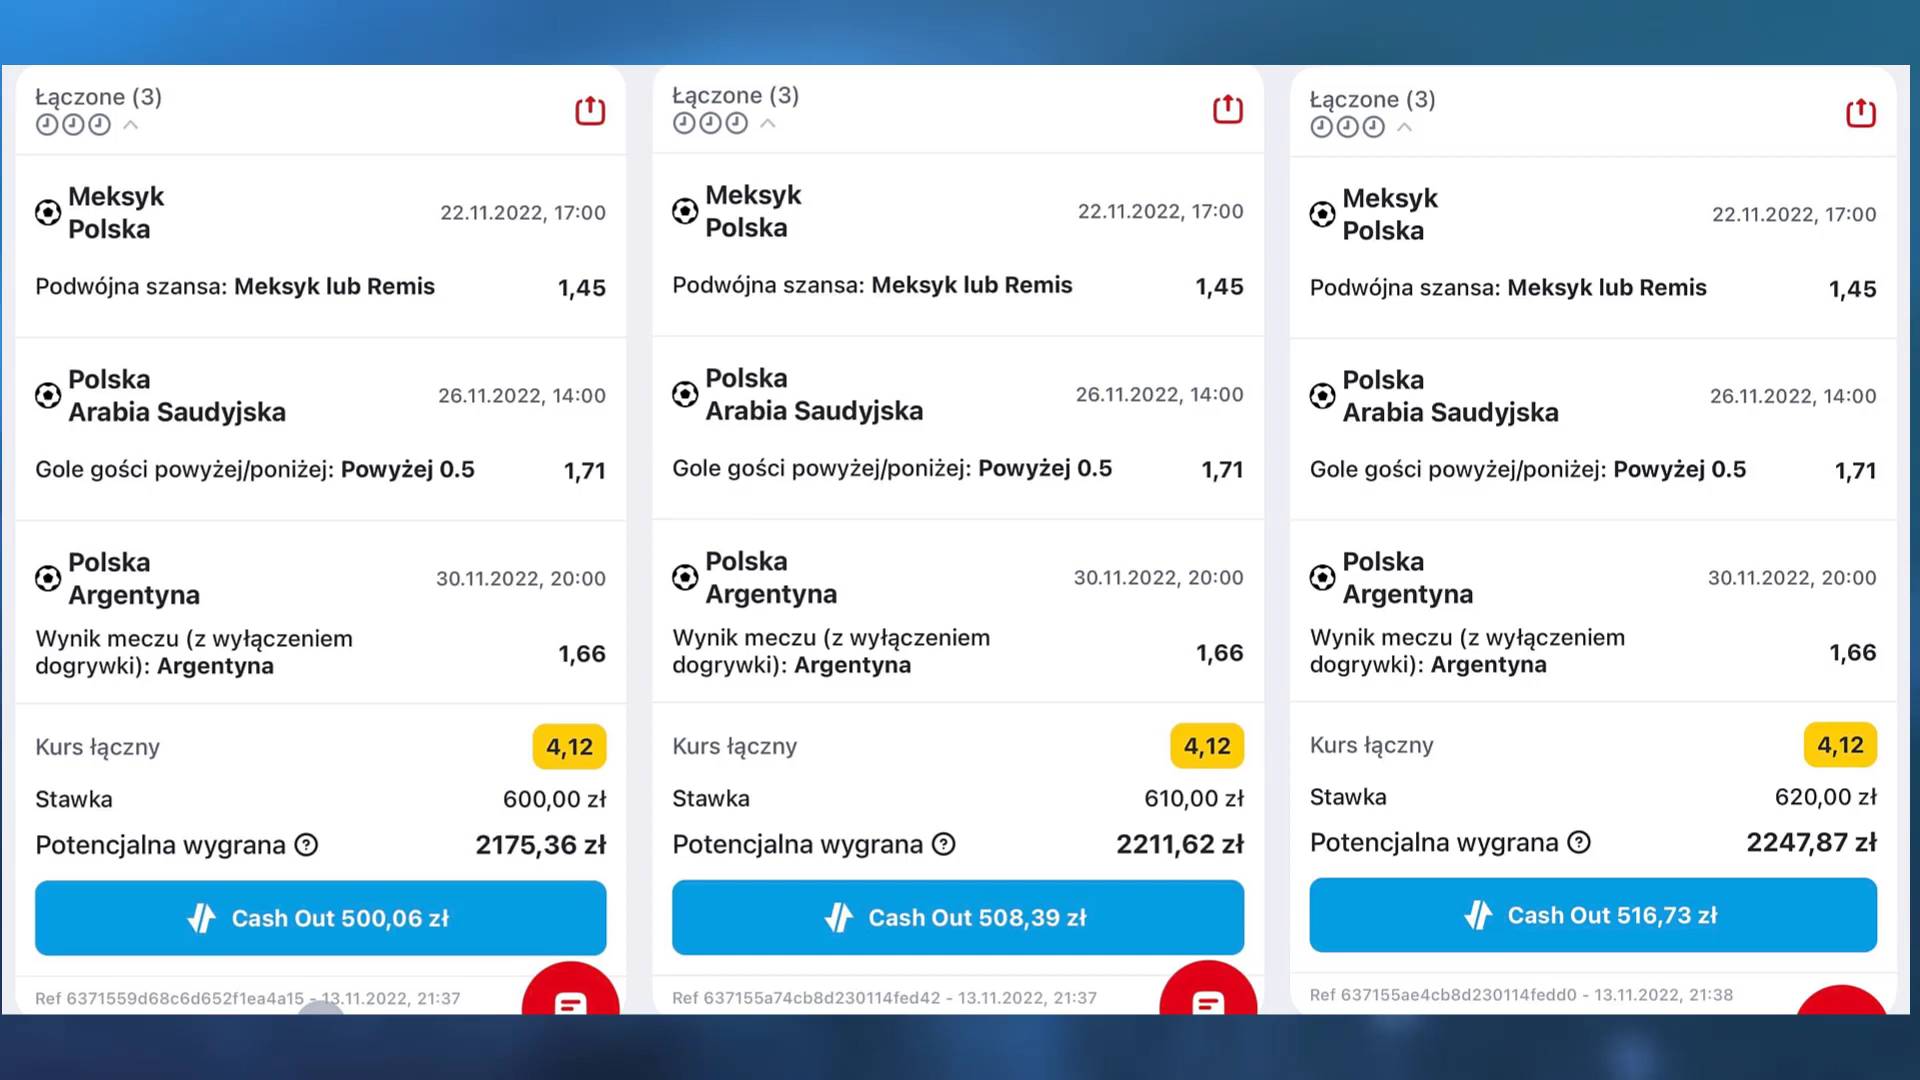 Łączone (3)
Meksyk
Polska
22.11.2022, 17:00
Podwójna szansa: Meksyk lub Remis
1,45
Polska
Arabia Saudyjska
26.11.2022, 14:00
Gole gości powyżej/poniżej: Powyżej 0.5
1,71
Polska
Argentyna
30.11.2022, 20:00
Wynik meczu (z wyłączeniem
dogrywki): Argentyna
1,66
Kurs łączny
4,12
Stawka
600,00 zł
Potencjalna wygrana ?
2175,36 zł
Cash Out 500,06 zł
Ref 6371559d68c6d652f1ea4a15 - 13.11.2022, 21:37
Łączone (3)
Meksyk
Polska
22.11.2022, 17:00
Podwójna szansa: Meksyk lub Remis
1,45
Polska
Arabia Saudyjska
26.11.2022, 14:00
Gole gości powyżej/poniżej: Powyżej 0.5
1,71
Polska
Argentyna
30.11.2022, 20:00
Wynik meczu (z wyłączeniem
dogrywki): Argentyna
1,66
Kurs łączny
4,12
Stawka
610,00 zł
Potencjalna wygrana ?
2211,62 zł
Cash Out 508,39 zł
Ref 637155a74cb8d230114fed42 - 13.11.2022, 21:37
Łączone (3)
Meksyk
Polska
22.11.2022, 17:00
Podwójna szansa: Meksyk lub Remis
1,45
Polska
Arabia Saudyjska
26.11.2022, 14:00
Gole gości powyżej/poniżej: Powyżej 0.5
1,71
Polska
Argentyna
30.11.2022, 20:00
Wynik meczu (z wyłączeniem
dogrywki): Argentyna
1,66
Kurs łączny
4,12
Stawka
620,00 zł
Potencjalna wygrana ?
2247,87 zł
Cash Out 516,73 zł
Ref 637155ae4cb8d230114fedd0 - 13.11.2022, 21:38